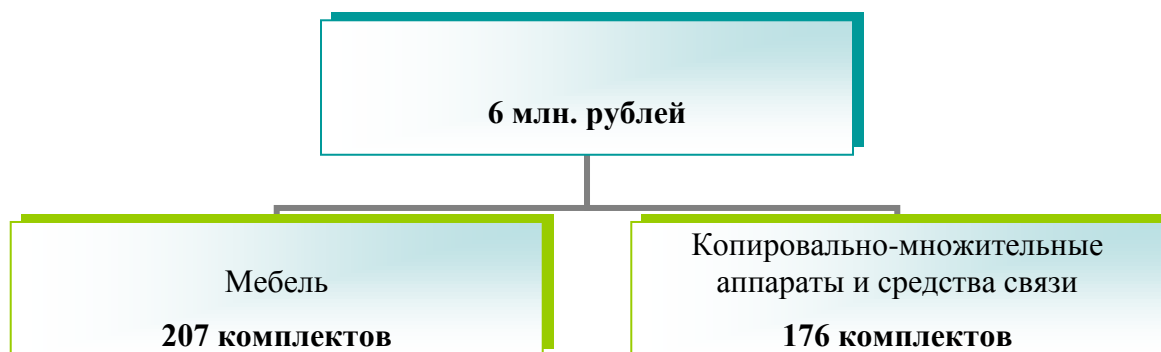 6 млн. рублей
Мебель
207 комплектов
Копировально-множительные
аппараты и средства связи
176 комплектов